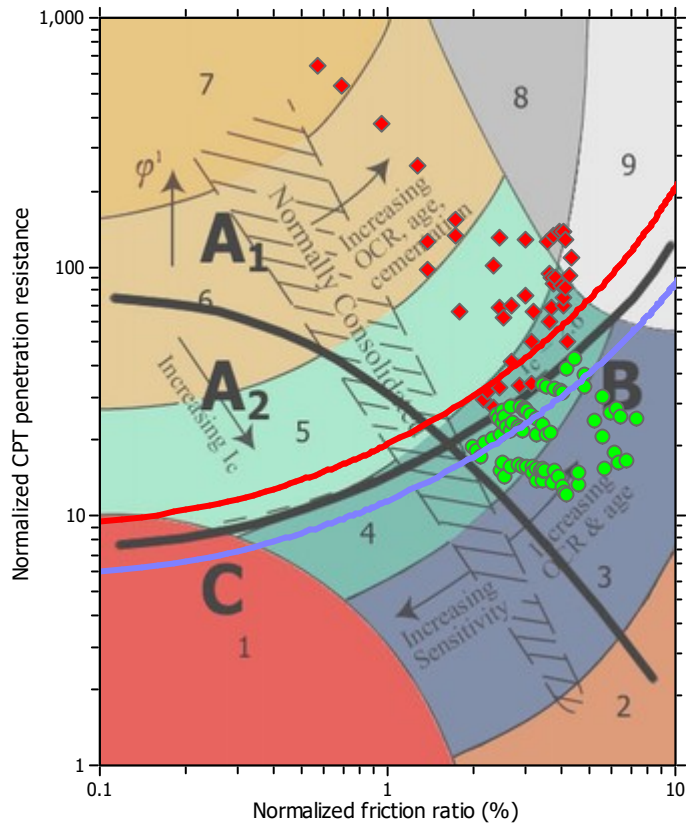 1,000
7
8
9
φ¹
Increasing
OCR, age,
cementation
Normally Consolidated
A₁
100
6
A₂
Increasing Ic
B
5
Normalized CPT penetration resistance
10
4
Increasing
OCR & age
C
3
Increasing
Sensitivity
1
2
1
0.1
1
10
Normalized friction ratio (%)